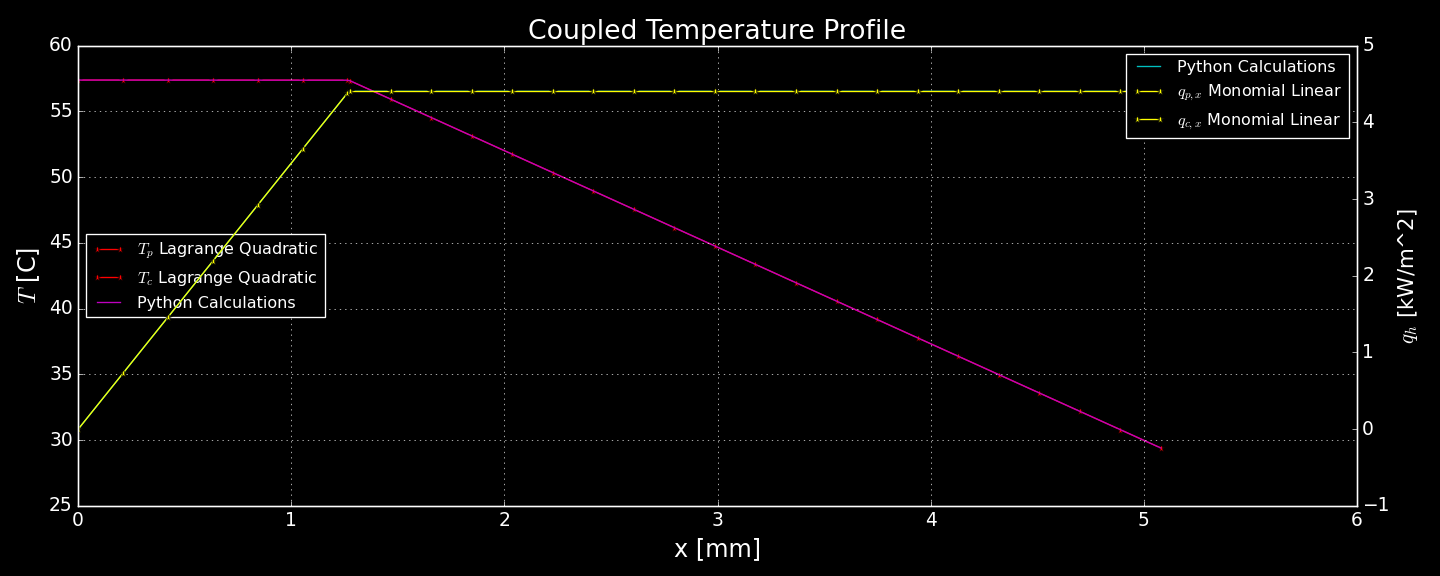 Coupled Temperature Profile
60
55
50
45
40
35
30
25
T [C]
T_p Lagrange Quadratic
T_c Lagrange Quadratic
Python Calculations
Python Calculations
q_{p,x} Monomial Linear
q_{c,x} Monomial Linear
5
4
3
2
1
0
−1
q_h [kW/m^2]
0 1 2 3 4 5 6
x [mm]